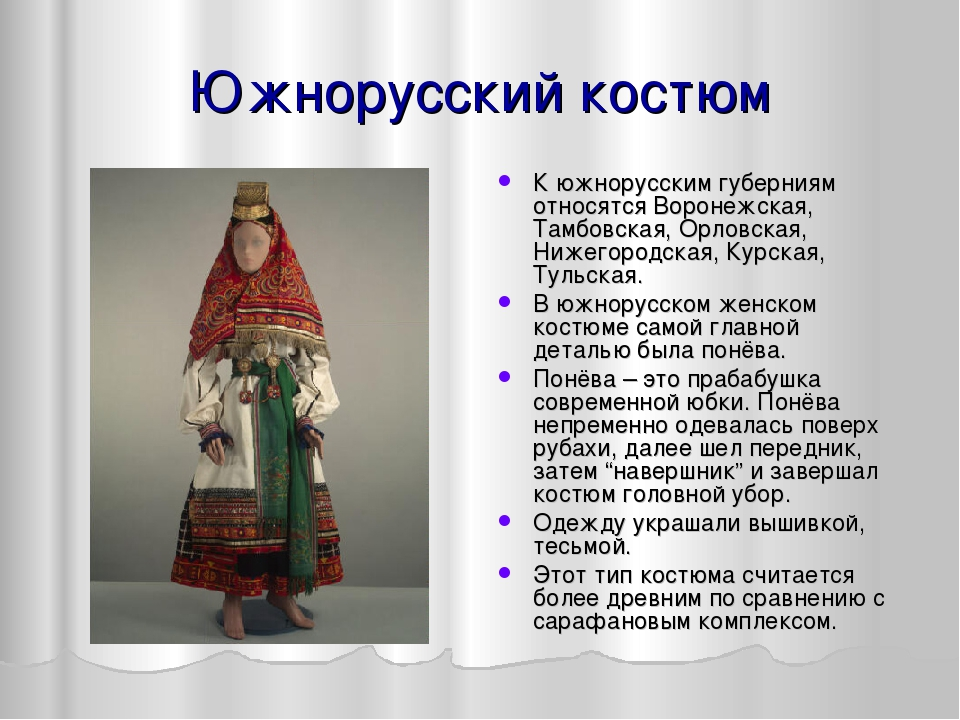 Южнорусский костюм
К южнорусским губерниям
относятся Воронежская,
Тамбовская, Орловская,
Нижегородская, Курская,
Тульская.
В южнорусском женском
костюме самой главной
деталью была понёва.
Понёва – это прабабушка
современной юбки. Понёва
непременно одевалась поверх
рубахи, далее шел передник,
затем “навершник” и завершал
костюм головной убор.
Одежду украшали вышивкой,
тесьмой.
Этот тип костюма считается
более древним по сравнению с
сарафановым комплексом.